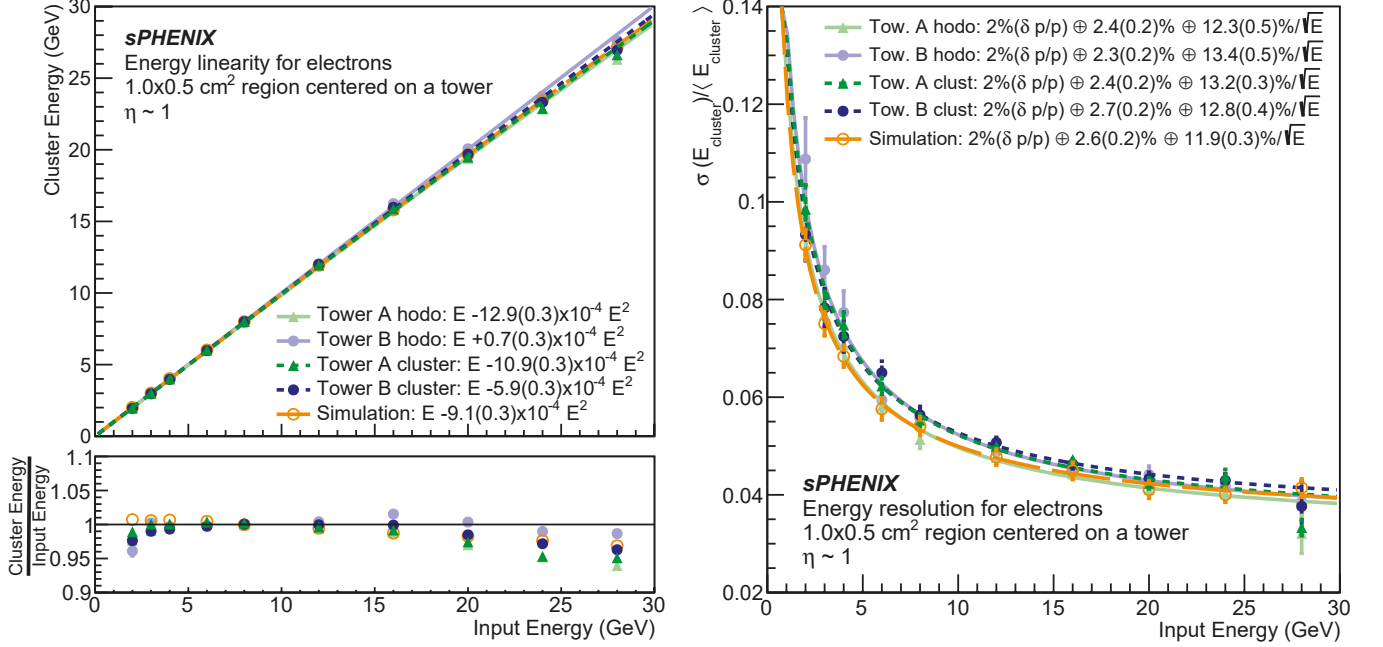 Cluster Energy (GeV)
30
25
20
15
10
5
0
sPHENIX
Energy linearity for electrons
1.0x0.5 cm² region centered on a tower
η ~ 1
Tower A hodo: E -12.9(0.3)x10⁻⁴ E²
Tower B hodo: E +0.7(0.3)x10⁻⁴ E²
Tower A cluster: E -10.9(0.3)x10⁻⁴ E²
Tower B cluster: E -5.9(0.3)x10⁻⁴ E²
Simulation: E -9.1(0.3)x10⁻⁴ E²
Cluster Energy
Input Energy
1.1
1.05
1
0.95
0.9
0 5 10 15 20 25 30
Input Energy (GeV)
σ (E_cluster)/⟨ E_cluster ⟩
0.14
0.12
0.1
0.08
0.06
0.04
0.02
Tow. A hodo: 2%(δ p/p) ⊕ 2.4(0.2)% ⊕ 12.3(0.5)%/√E
Tow. B hodo: 2%(δ p/p) ⊕ 2.3(0.2)% ⊕ 13.4(0.5)%/√E
Tow. A clust: 2%(δ p/p) ⊕ 2.4(0.2)% ⊕ 13.2(0.3)%/√E
Tow. B clust: 2%(δ p/p) ⊕ 2.7(0.2)% ⊕ 12.8(0.4)%/√E
Simulation: 2%(δ p/p) ⊕ 2.6(0.2)% ⊕ 11.9(0.3)%/√E
sPHENIX
Energy resolution for electrons
1.0x0.5 cm² region centered on a tower
η ~ 1
0 5 10 15 20 25 30
Input Energy (GeV)